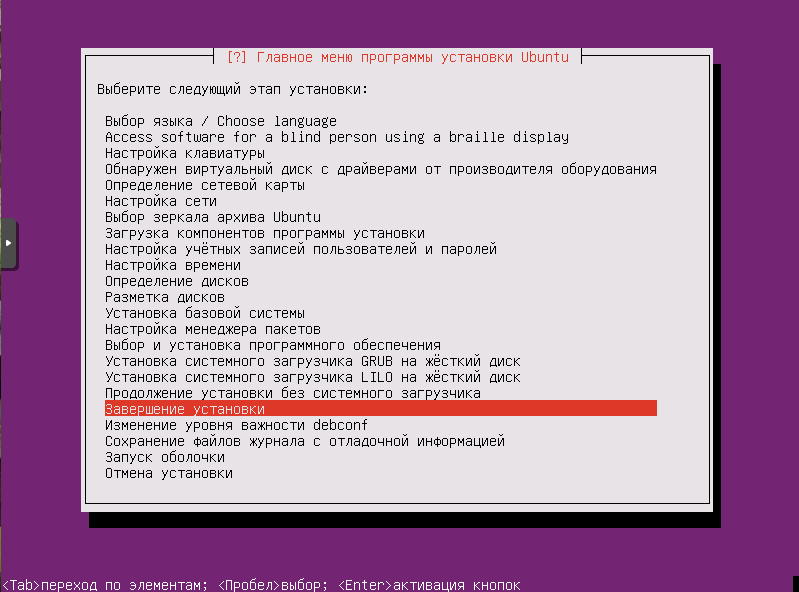 [?] Главное меню программы установки Ubuntu
Выберите следующий этап установки:
Выбор языка / Choose language
Access software for a blind person using a braille display
Настройка клавиатуры
Обнаружен виртуальный диск с драйверами от производителя оборудования
Определение сетевой карты
Настройка сети
Выбор зеркала архива Ubuntu
Загрузка компонентов программы установки
Настройка учётных записей пользователей и паролей
Настройка времени
Определение дисков
Разметка дисков
Установка базовой системы
Настройка менеджера пакетов
Выбор и установка программного обеспечения
Установка системного загрузчика GRUB на жёсткий диск
Установка системного загрузчика LILO на жёсткий диск
Продолжение установки без системного загрузчика
Завершение установки
Изменение уровня важности debconf
Сохранение файлов журнала с отладочной информацией
Запуск оболочки
Отмена установки
<Tab>переход по элементам; <Пробел>выбор; <Enter>активация кнопок